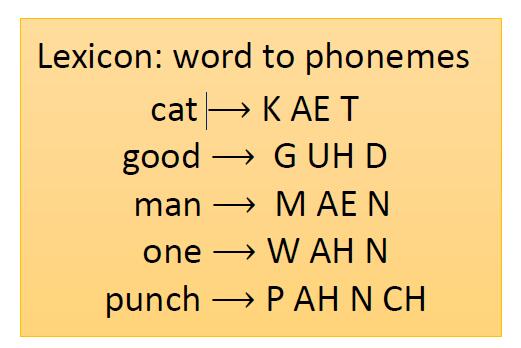 Lexicon: word to phonemes
cat ⟶ K AE T
good ⟶ G UH D
man ⟶ M AE N
one ⟶ W AH N
punch ⟶ P AH N CH